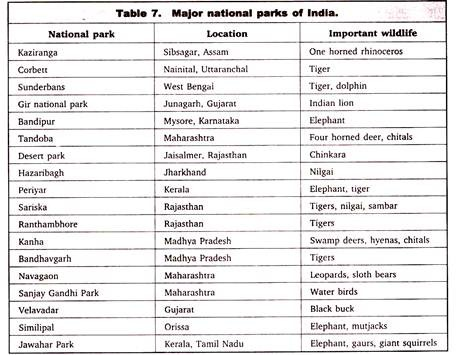 Table 7. Major national parks of India.
National park Location Important wildlife
Kaziranga Sibsagar, Assam One horned rhinoceros
Corbett Nainital, Uttaranchal Tiger
Sunderbans West Bengal Tiger, dolphin
Gir national park Junagarh, Gujarat Indian lion
Bandipur Mysore, Karnataka Elephant
Tandoba Maharashtra Four horned deer, chitals
Desert park Jaisalmer, Rajasthan Chinkara
Hazaribagh Jharkhand Nilgai
Periyar Kerala Elephant, tiger
Sariska Rajasthan Tigers, nilgai, sambar
Ranthambhore Rajasthan Tigers
Kanha Madhya Pradesh Swamp deers, hyenas, chitals
Bandhavgarh Madhya Pradesh Tigers
Navagaon Maharashtra Leopards, sloth bears
Sanjay Gandhi Park Maharashtra Water birds
Velavadar Gujarat Black buck
Similipal Orissa Elephant, mutjacks
Jawahar Park Kerala, Tamil Nadu Elephant, gaurs, giant squirrels